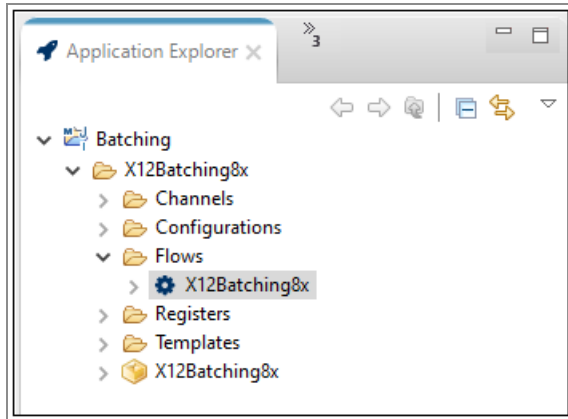 Application Explorer
3
Batching
X12Batching8x
Channels
Configurations
Flows
X12Batching8x
Registers
Templates
X12Batching8x